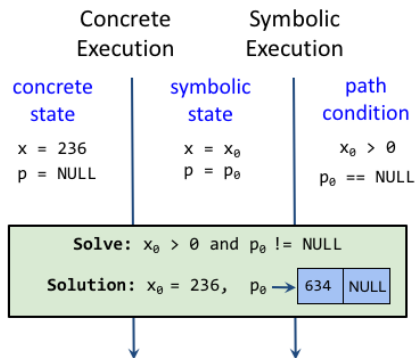 Concrete Execution
Symbolic Execution
concrete state
symbolic state
path condition
x = 236
p = NULL
x = x₀
p = p₀
x₀ > 0
p₀ == NULL
Solve: x₀ > 0 and p₀ != NULL
Solution: x₀ = 236, p₀ → 634 NULL